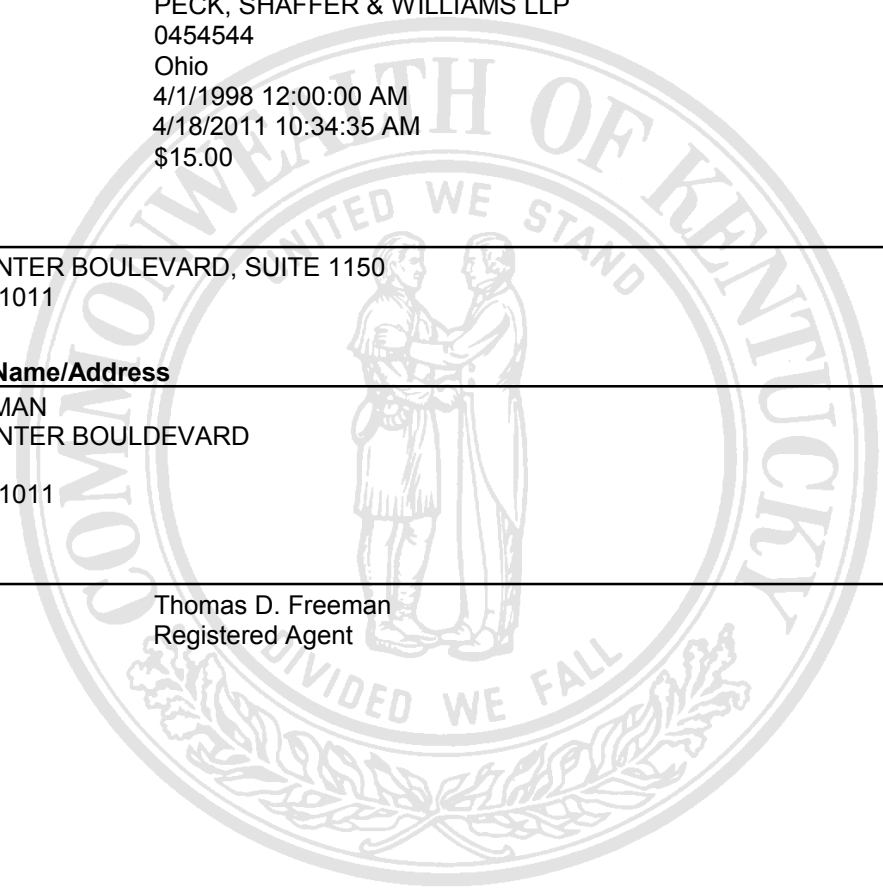 PECK, SHAFFER & WILLIAMS LLP
0454544
Ohio
4/1/1998 12:00:00 AM
4/18/2011 10:34:35 AM
$15.00
NTER BOULEVARD, SUITE 1150
1011
Name/Address
MAN
NTER BOULDEVARD
1011
Thomas D. Freeman
Registered Agent
COMMONWEALTH OF KENTUCKY
UNITED WE STAND
DIVIDED WE FALL